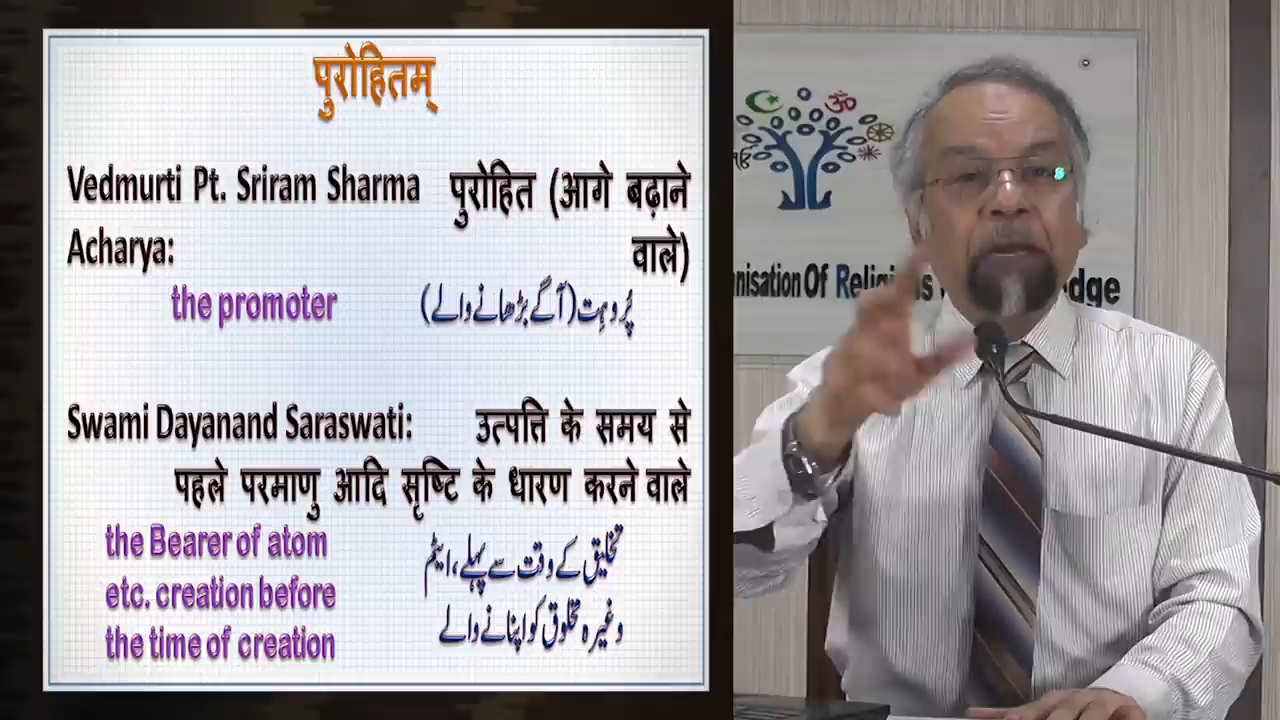 पुरोहितम्
Vedmurti Pt. Sriram Sharma पुरोहित (आगे बढ़ाने
Acharya: वाले)
the promoter پُروہِت (آگے بڑھانے والے)
Swami Dayanand Saraswati: उत्पत्ति के समय से
पहले परमाणु आदि सृष्टि के धारण करने वाले
the Bearer of atom تخلیق کے وقت سے پہلے، ایٹم
etc. creation before وغیرہ مخلوق کو اپنانے والے
the time of creation
ॐ
nisation Of Religi s dge